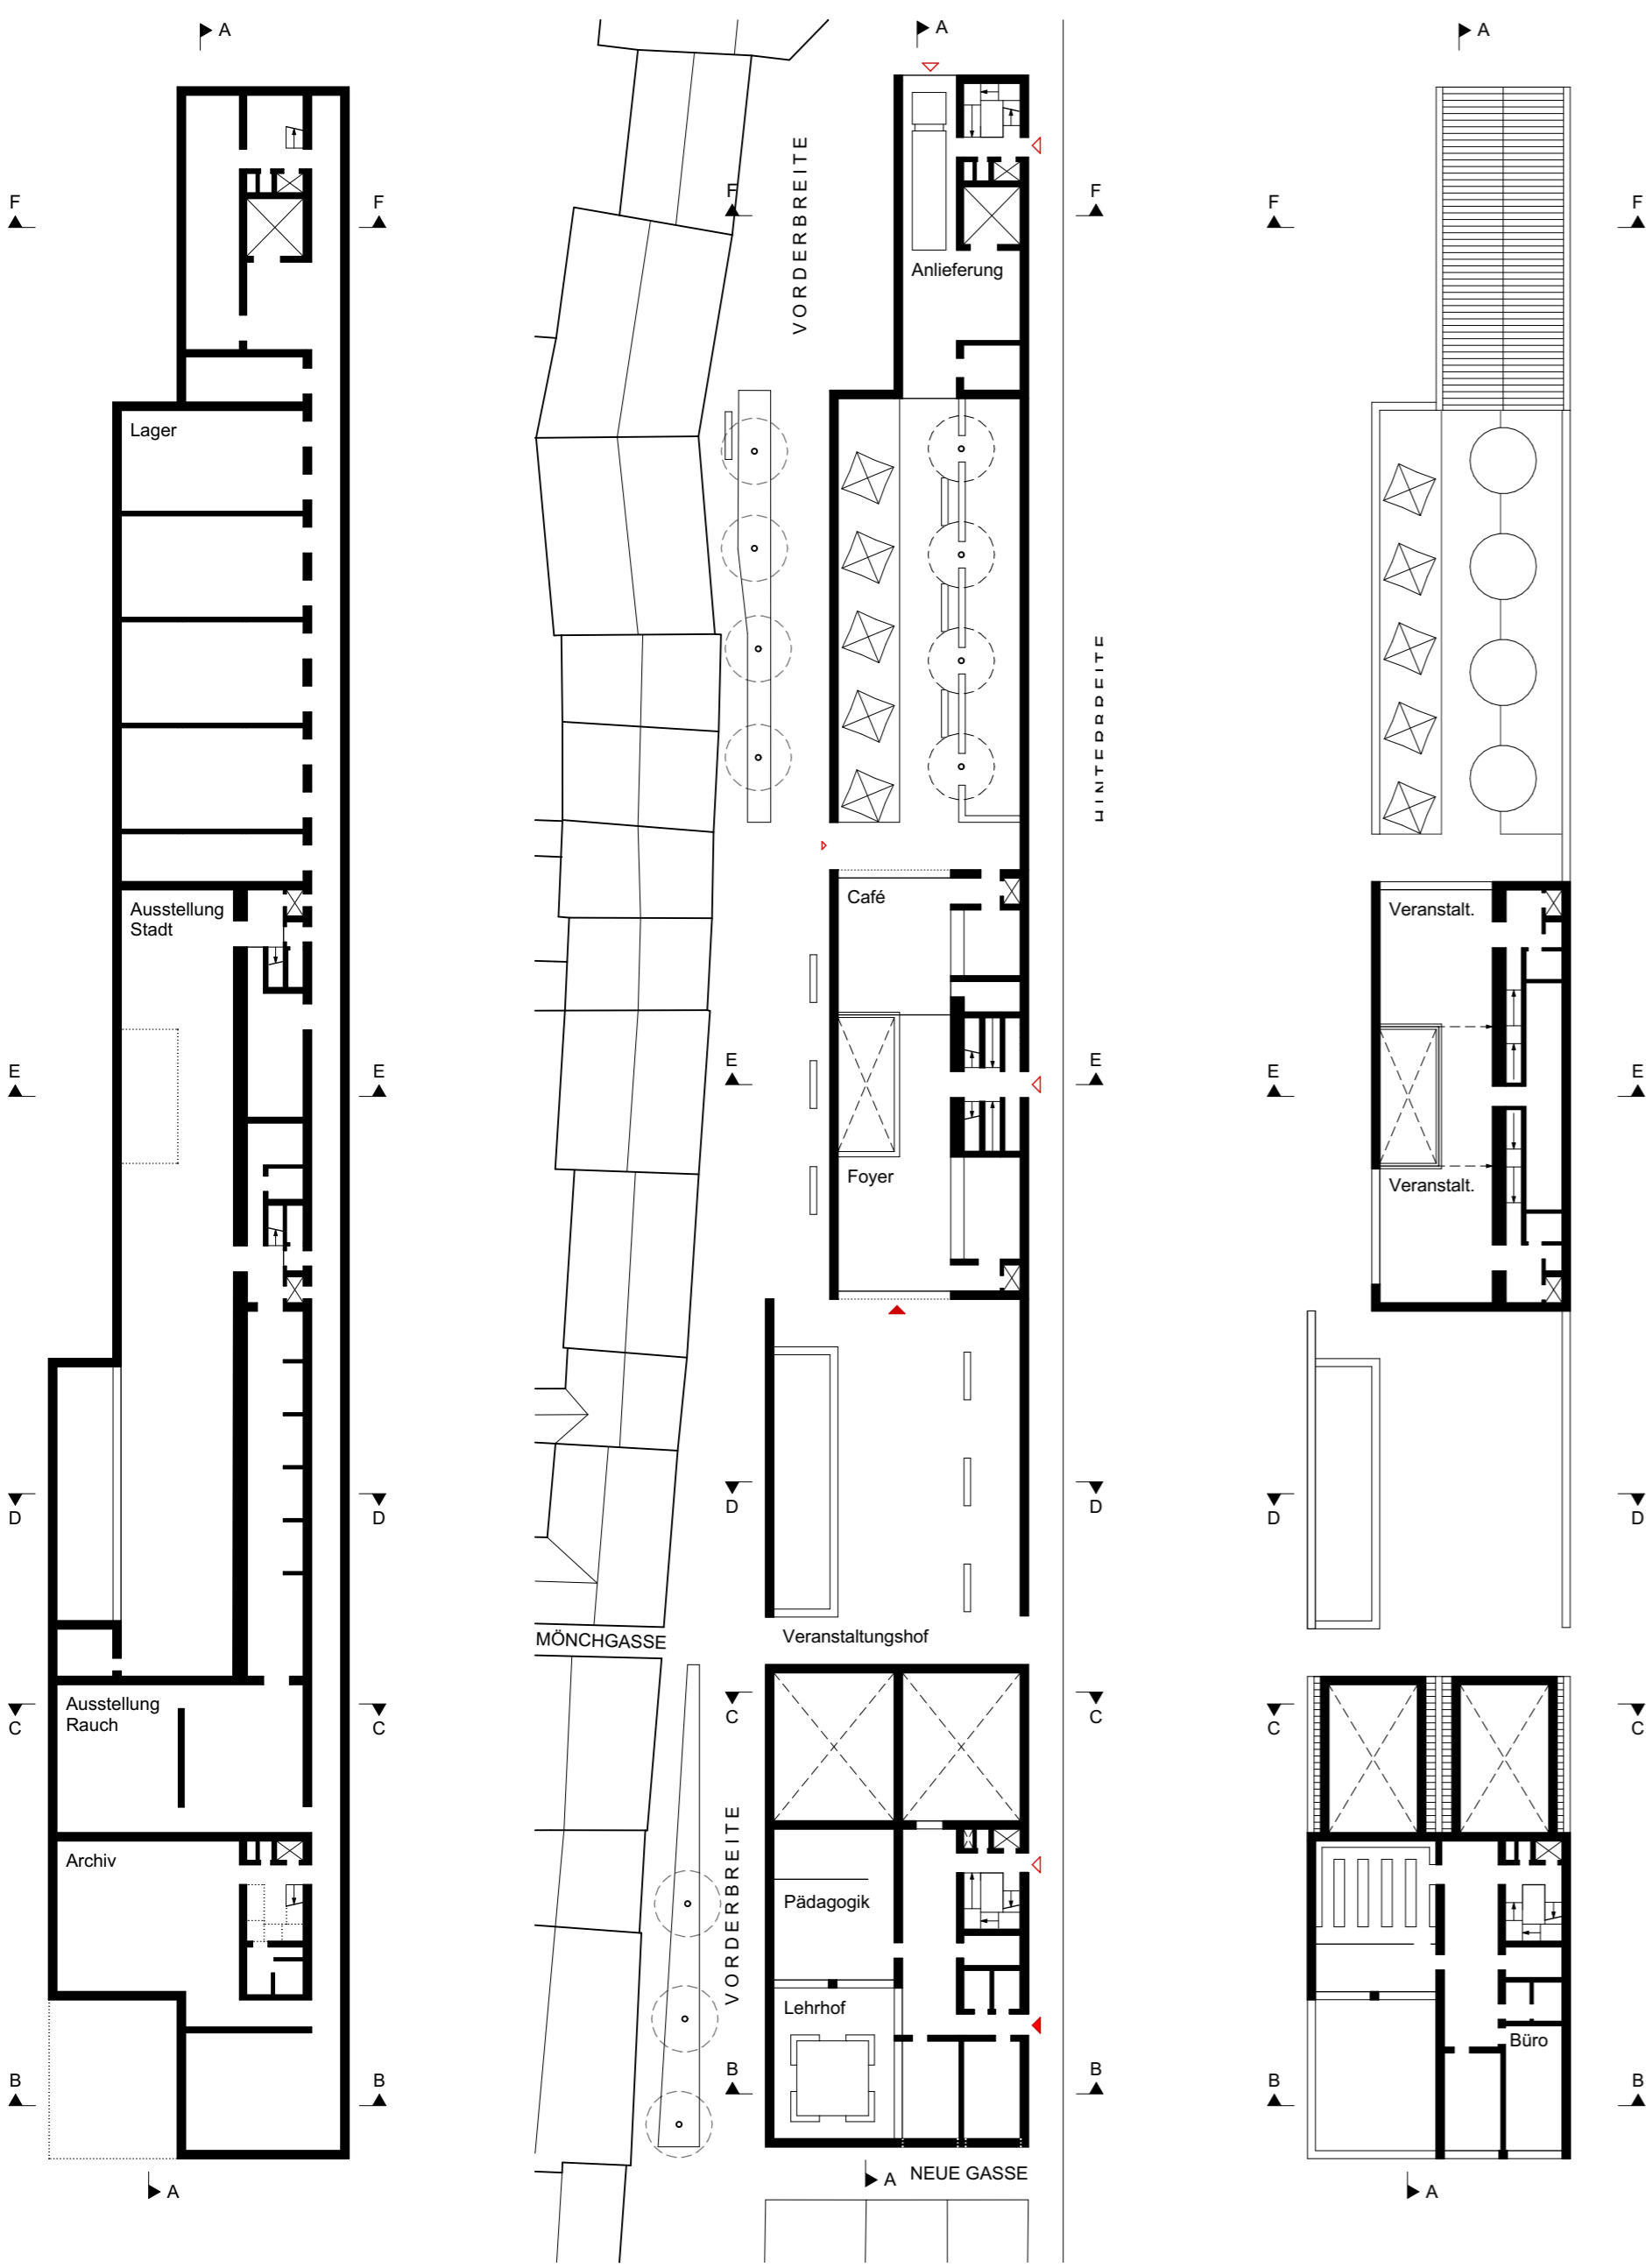 A
F
F
Lager
Ausstellung
Stadt
E
E
D
D
Ausstellung
Rauch
C
C
Archiv
B
B
A
A
VORDERBREITE
F
F
Anlieferung
HINTERBREITE
Café
E
E
Foyer
D
D
MÖNCHGASSE
Veranstaltungshof
C
C
VORDERBREITE
Pädagogik
Lehrhof
B
B
A
NEUE GASSE
A
F
F
Veranstalt.
E
E
Veranstalt.
D
D
C
C
Büro
B
B
A